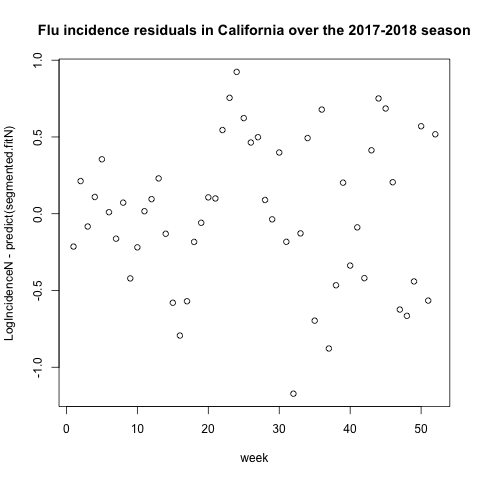 Flu incidence residuals in California over the 2017-2018 season
LogIncidenceN - predict(segmented.fitN)
1.0
0.5
0.0
-0.5
-1.0
0 10 20 30 40 50
week